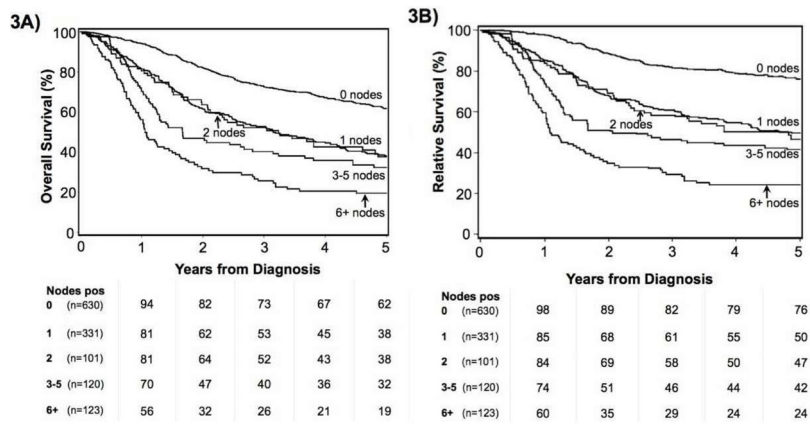 3A)
Overall Survival (%)
100
80
60
40
20
0
0 nodes
2 nodes
1 node
3-5 nodes
6+ nodes
0 1 2 3 4 5
Years from Diagnosis
Nodes pos
0 (n=630) 94 82 73 67 62
1 (n=331) 81 62 53 45 38
2 (n=101) 81 64 52 43 38
3-5 (n=120) 70 47 40 36 32
6+ (n=123) 56 32 26 21 19
3B)
Relative Survival (%)
100
80
60
40
20
0
0 nodes
2 nodes
1 node
3-5 nodes
6+ nodes
0 1 2 3 4 5
Years from Diagnosis
Nodes pos
0 (n=630) 98 89 82 79 76
1 (n=331) 85 68 61 55 50
2 (n=101) 84 69 58 50 47
3-5 (n=120) 74 51 46 44 42
6+ (n=123) 60 35 29 24 24